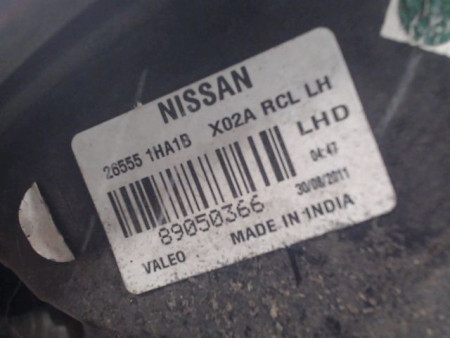 NISSAN
26555 1HA1B X02A RCL LH
LHD
04:47
30/08/2011
89050366
VALEO MADE IN INDIA